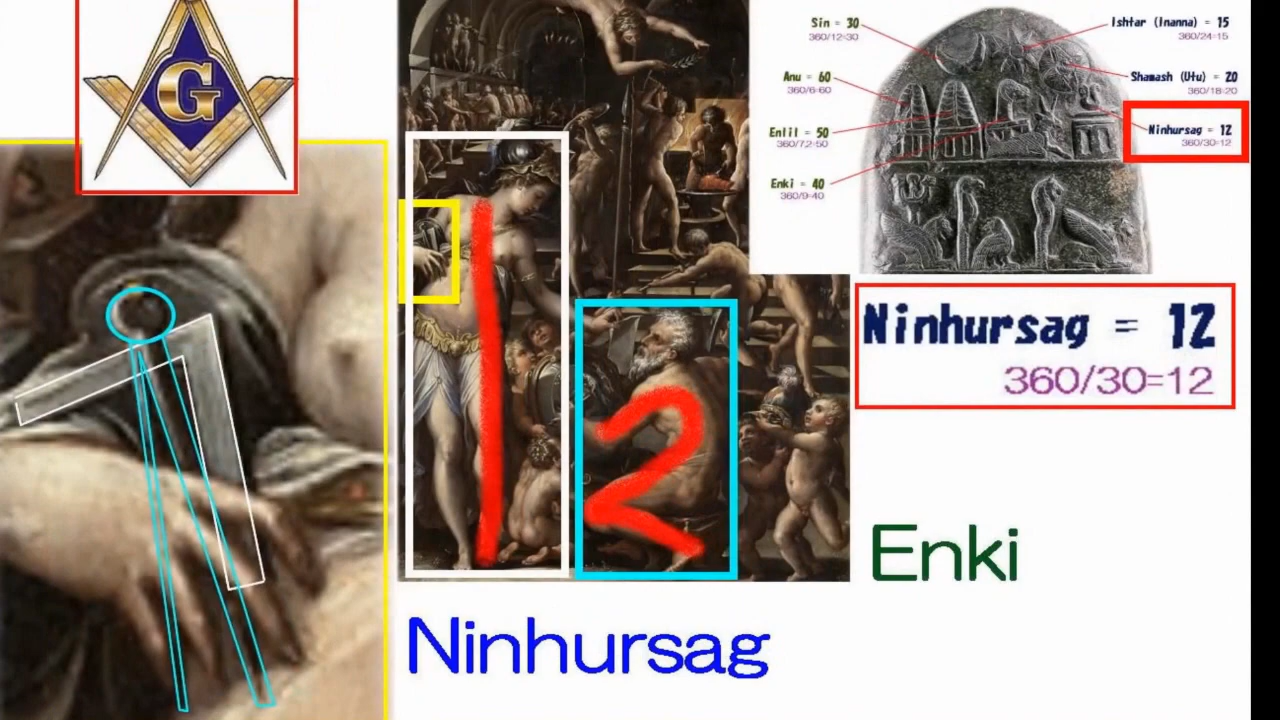 G
Sin = 30
360/12=30
Anu = 60
360/6=60
Enlil = 50
360/7,2=50
Enki = 40
360/9=40
Ishtar (Inanna) = 15
360/24=15
Shamash (Utu) = 20
360/18=20
Ninhursag = 12
360/30=12
Ninhursag = 12
360/30=12
12
Enki
Ninhursag